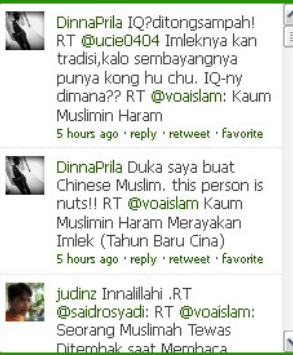 DinnaPrila IQ?ditongsampah!
RT @ucie0404 Imleknya kan
tradisi,kalo sembayangnya
punya kong hu chu. IQ-ny
dimana?? RT @voaislam: Kaum
Muslimin Haram
5 hours ago · reply · retweet · favorite
DinnaPrila Duka saya buat
Chinese Muslim. this person is
nuts!! RT @voaislam Kaum
Muslimin Haram Merayakan
Imlek (Tahun Baru Cina)
5 hours ago · reply · retweet · favorite
judinz Innalillahi .RT
@saidrosyadi: RT @voaislam:
Seorang Muslimah Tewas
Ditembak saat Membaca